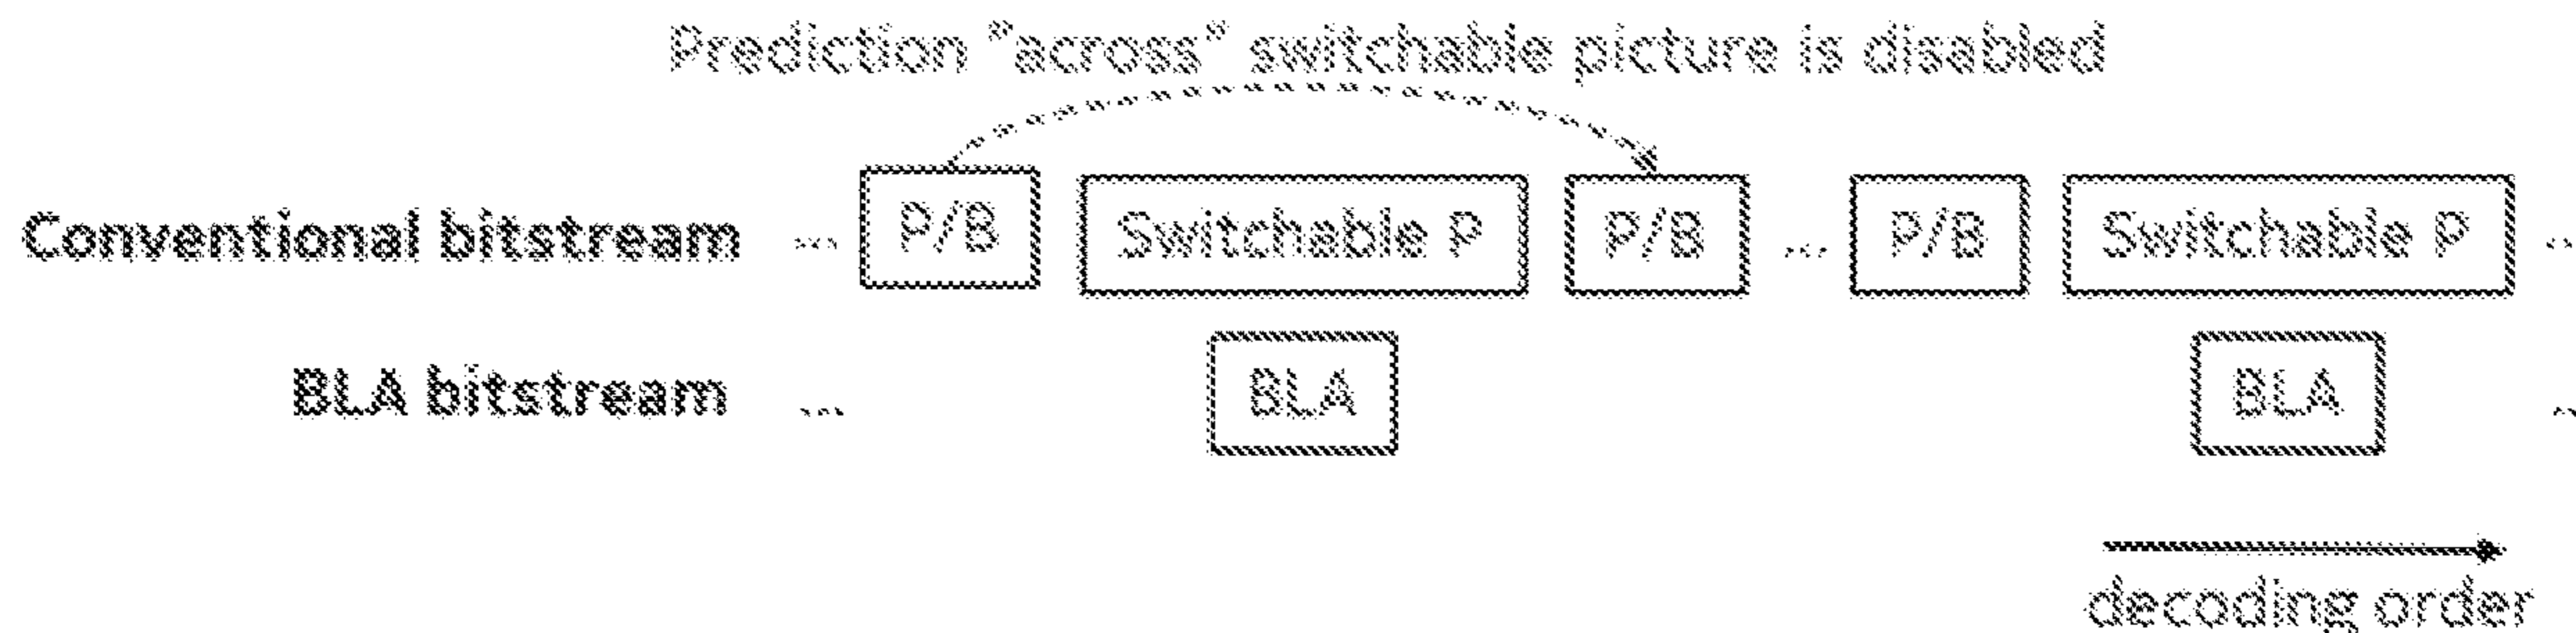 Prediction "across" switchable picture is disabled
Conventional bitstream ... P/B Switchable P P/B ... P/B Switchable P ...
BLA bitstream ... BLA BLA ...
decoding order